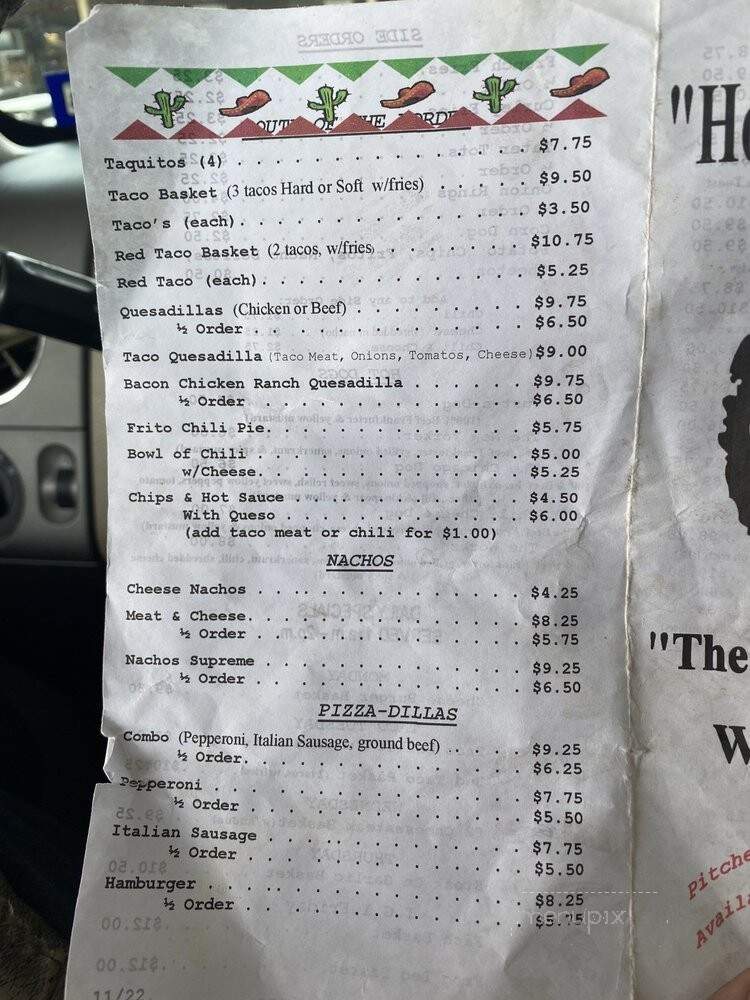 SIDE ORDERS
OUTH OF THE BORDE
Taquitos (4) . . . . . . . . . . . . . . . $7.75
Taco Basket (3 tacos Hard or Soft w/fries) . . . . . . $9.50
Taco's (each) . . . . . . . . . . . . . . . $3.50
Red Taco Basket (2 tacos, w/fries) . . . . . . . . $10.75
Red Taco (each). . . . . . . . . . . . . . $5.25
Quesadillas (Chicken or Beef) . . . . . . . . . $9.75
½ Order . . . . . . . . . . . . . . . $6.50
Taco Quesadilla (Taco Meat, Onions, Tomatos, Cheese) $9.00
Bacon Chicken Ranch Quesadilla . . . . . . $9.75
½ Order . . . . . . . . . . . . . . . $6.50
Frito Chili Pie. . . . . . . . . . . . . . $5.75
Bowl of Chili . . . . . . . . . . . . . . $5.00
w/Cheese. . . . . . . . . . . . . . . $5.25
Chips & Hot Sauce . . . . . . . . . . . . $4.50
With Queso . . . . . . . . . . . . . . $6.00
(add taco meat or chili for $1.00)
NACHOS
Cheese Nachos . . . . . . . . . . . . . . $4.25
Meat & Cheese. . . . . . . . . . . . . . . $8.25
½ Order . . . . . . . . . . . . . . . $5.75
Nachos Supreme . . . . . . . . . . . . . . $9.25
½ Order . . . . . . . . . . . . . . . $6.50
PIZZA-DILLAS
Combo (Pepperoni, Italian Sausage, ground beef) . . . . . $9.25
½ Order. . . . . . . . . . . . . . . $6.25
Pepperoni . . . . . . . . . . . . . . . . $7.75
½ Order . . . . . . . . . . . . . . . $5.50
Italian Sausage . . . . . . . . . . . . . $7.75
½ Order . . . . . . . . . . . . . . . $5.50
Hamburger . . . . . . . . . . . . . . . . $8.25
½ Order . . . . . . . . . . . . . . . $5.75
11/22
"Ho
"The
W
Pitche
Availa
menupix